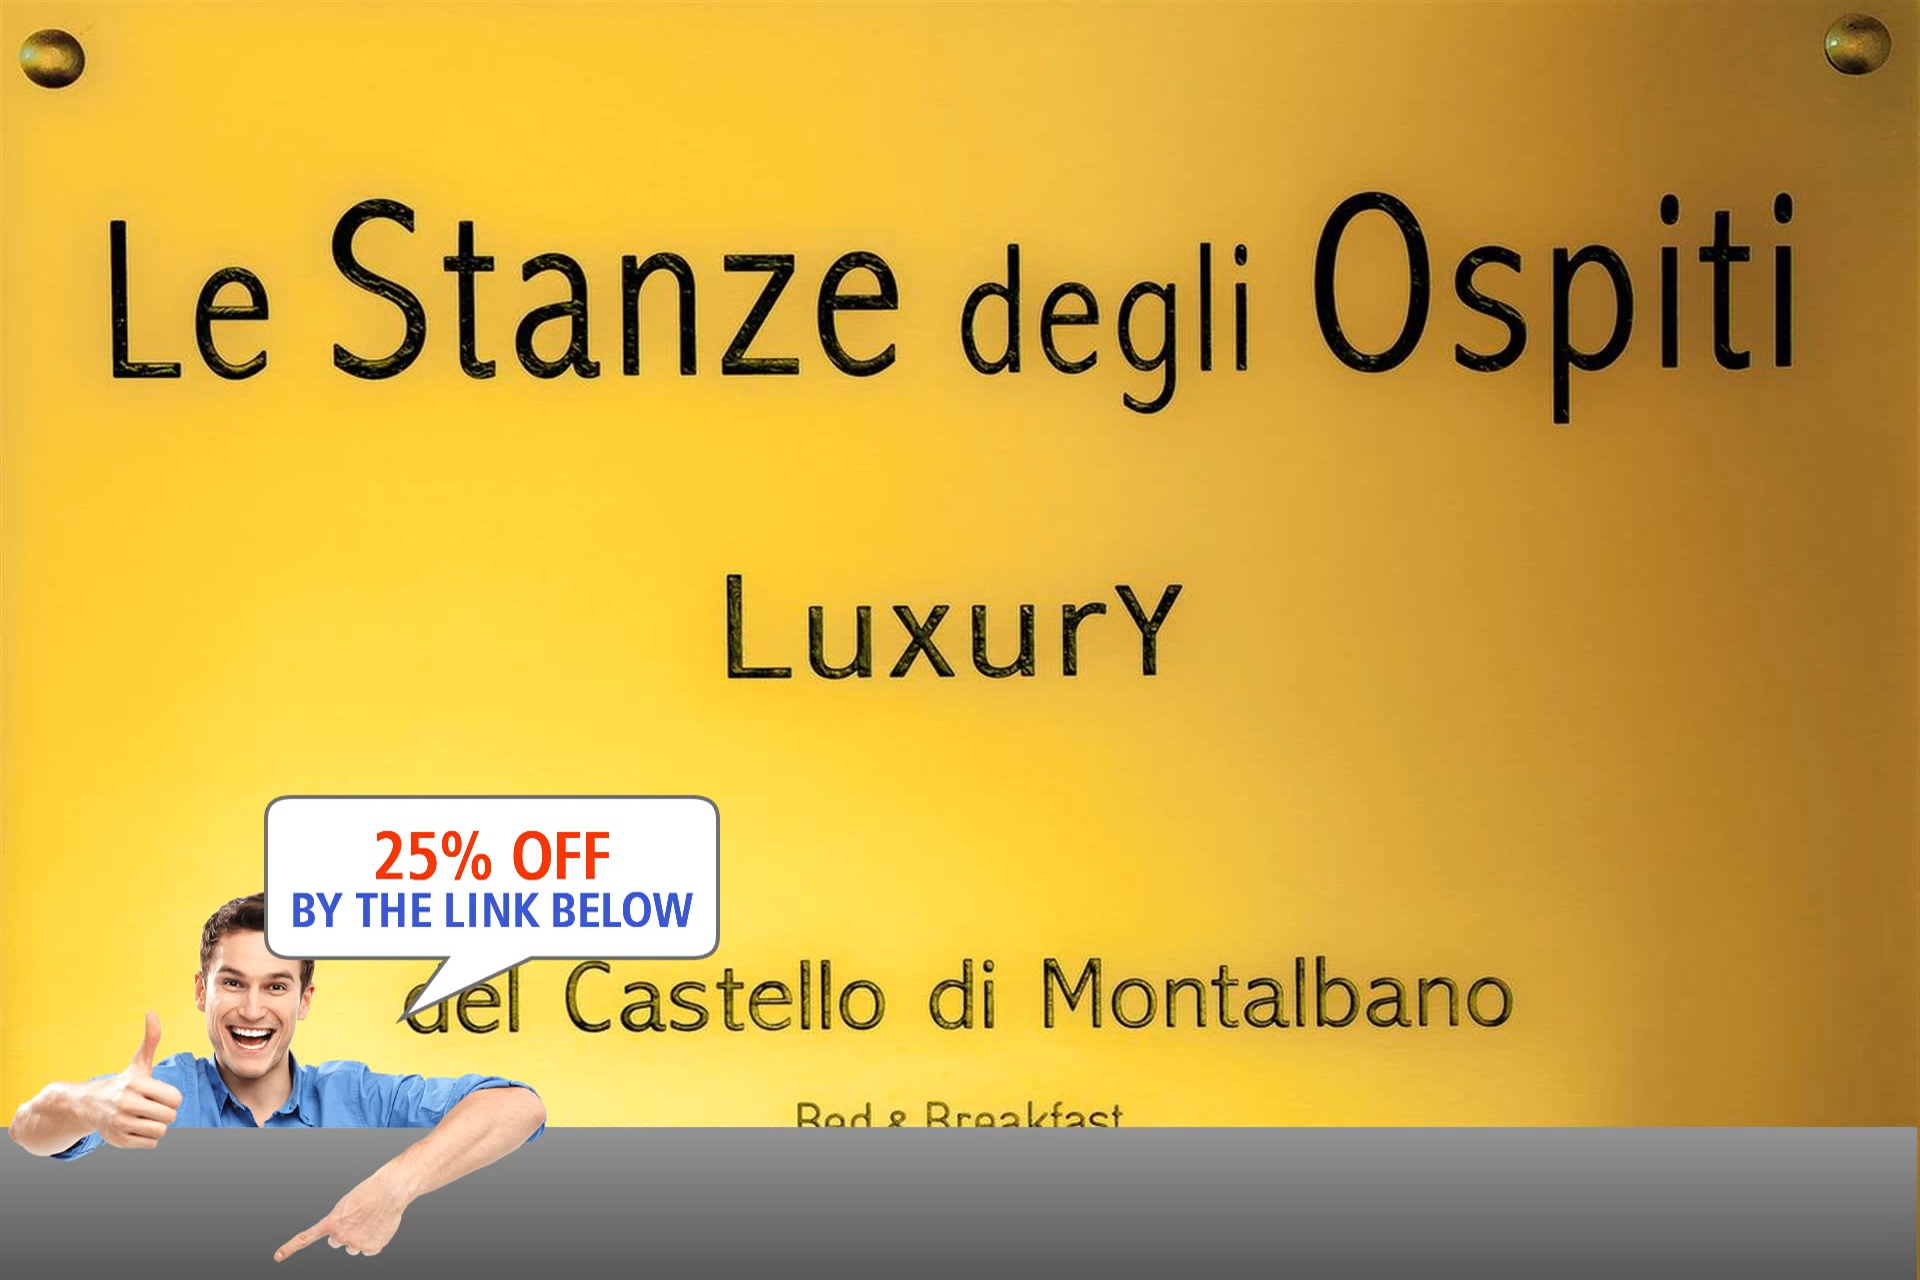 Le Stanze degli Ospiti
LuxurY
25% OFF
BY THE LINK BELOW
del Castello di Montalbano
Bed & Breakfast